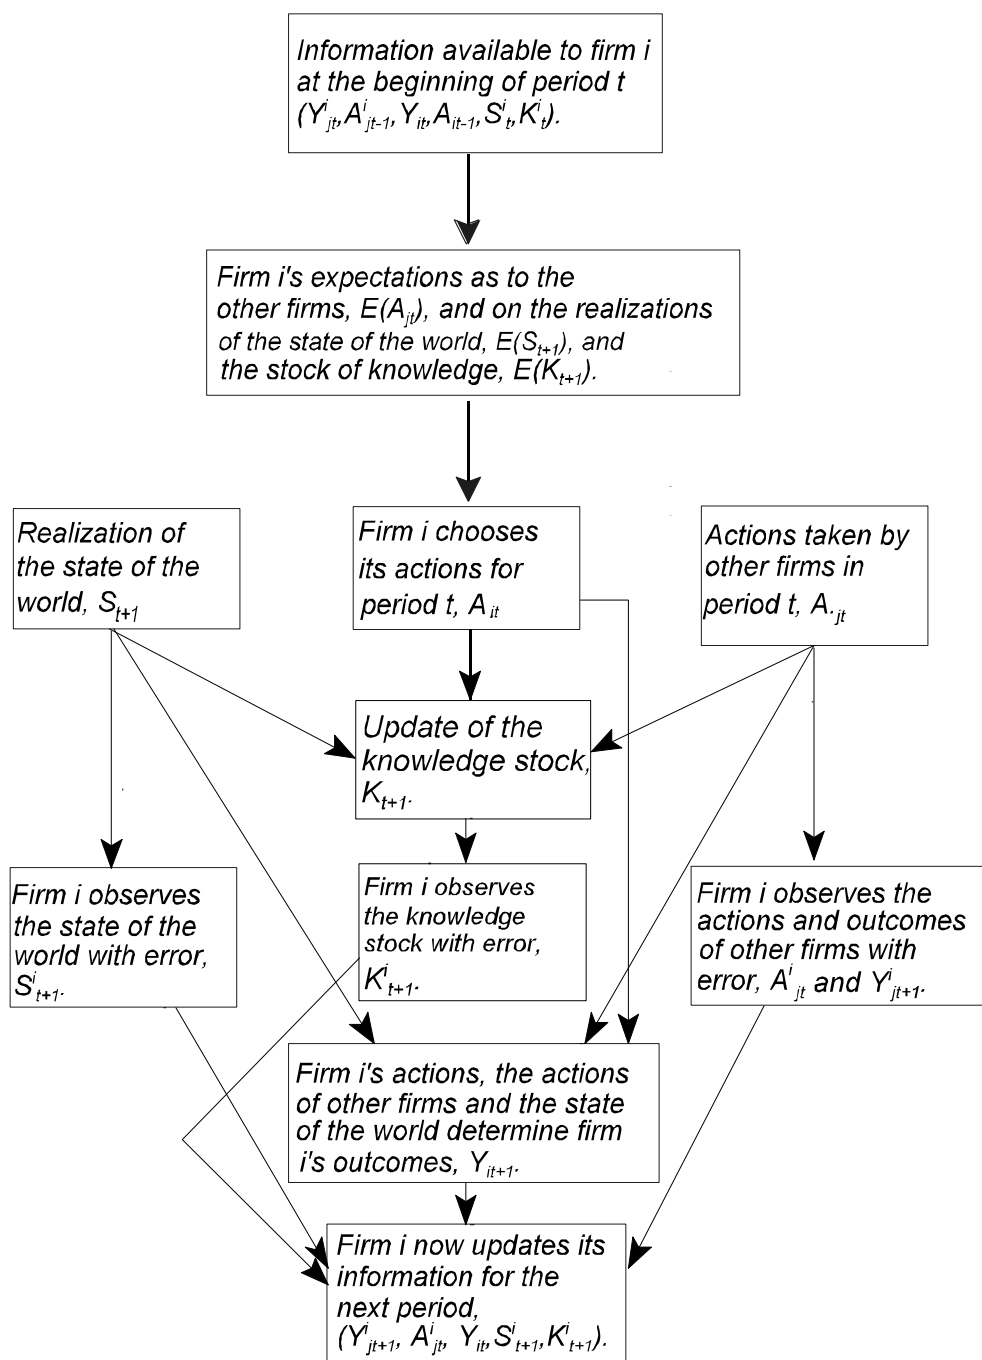 Information available to firm i
at the beginning of period t
(Y^i_jt, A^i_jt-1, Y_it, A_it-1, S^i_t, K^i_t).
Firm i's expectations as to the
other firms, E(A_jt), and on the realizations
of the state of the world, E(S_t+1), and
the stock of knowledge, E(K_t+1).
Realization of
the state of the
world, S_t+1
Firm i chooses
its actions for
period t, A_it
Actions taken by
other firms in
period t, A._jt
Update of the
knowledge stock,
K_t+1.
Firm i observes
the state of the
world with error,
S^i_t+1.
Firm i observes
the knowledge
stock with error,
K^i_t+1.
Firm i observes the
actions and outcomes
of other firms with
error, A^i_jt and Y^i_jt+1.
Firm i's actions, the actions
of other firms and the state
of the world determine firm
i's outcomes, Y_it+1.
Firm i now updates its
information for the
next period,
(Y^i_jt+1, A^i_jt, Y_it, S^i_t+1, K^i_t+1).